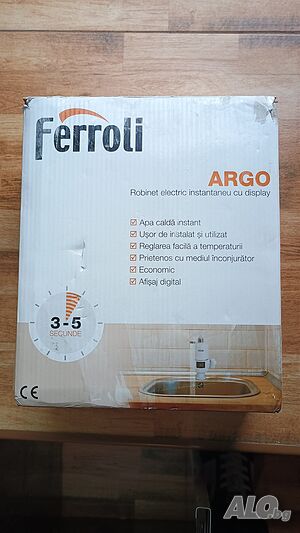 Ferroli
ARGO
Robinet electric instantaneu cu display
Apa caldă instant
Ușor de instalat și utilizat
Reglarea facilă a temperaturii
Prietenos cu mediul înconjurător
Economic
Afișaj digital
3-5
SECUNDE
CE
ALO.bg